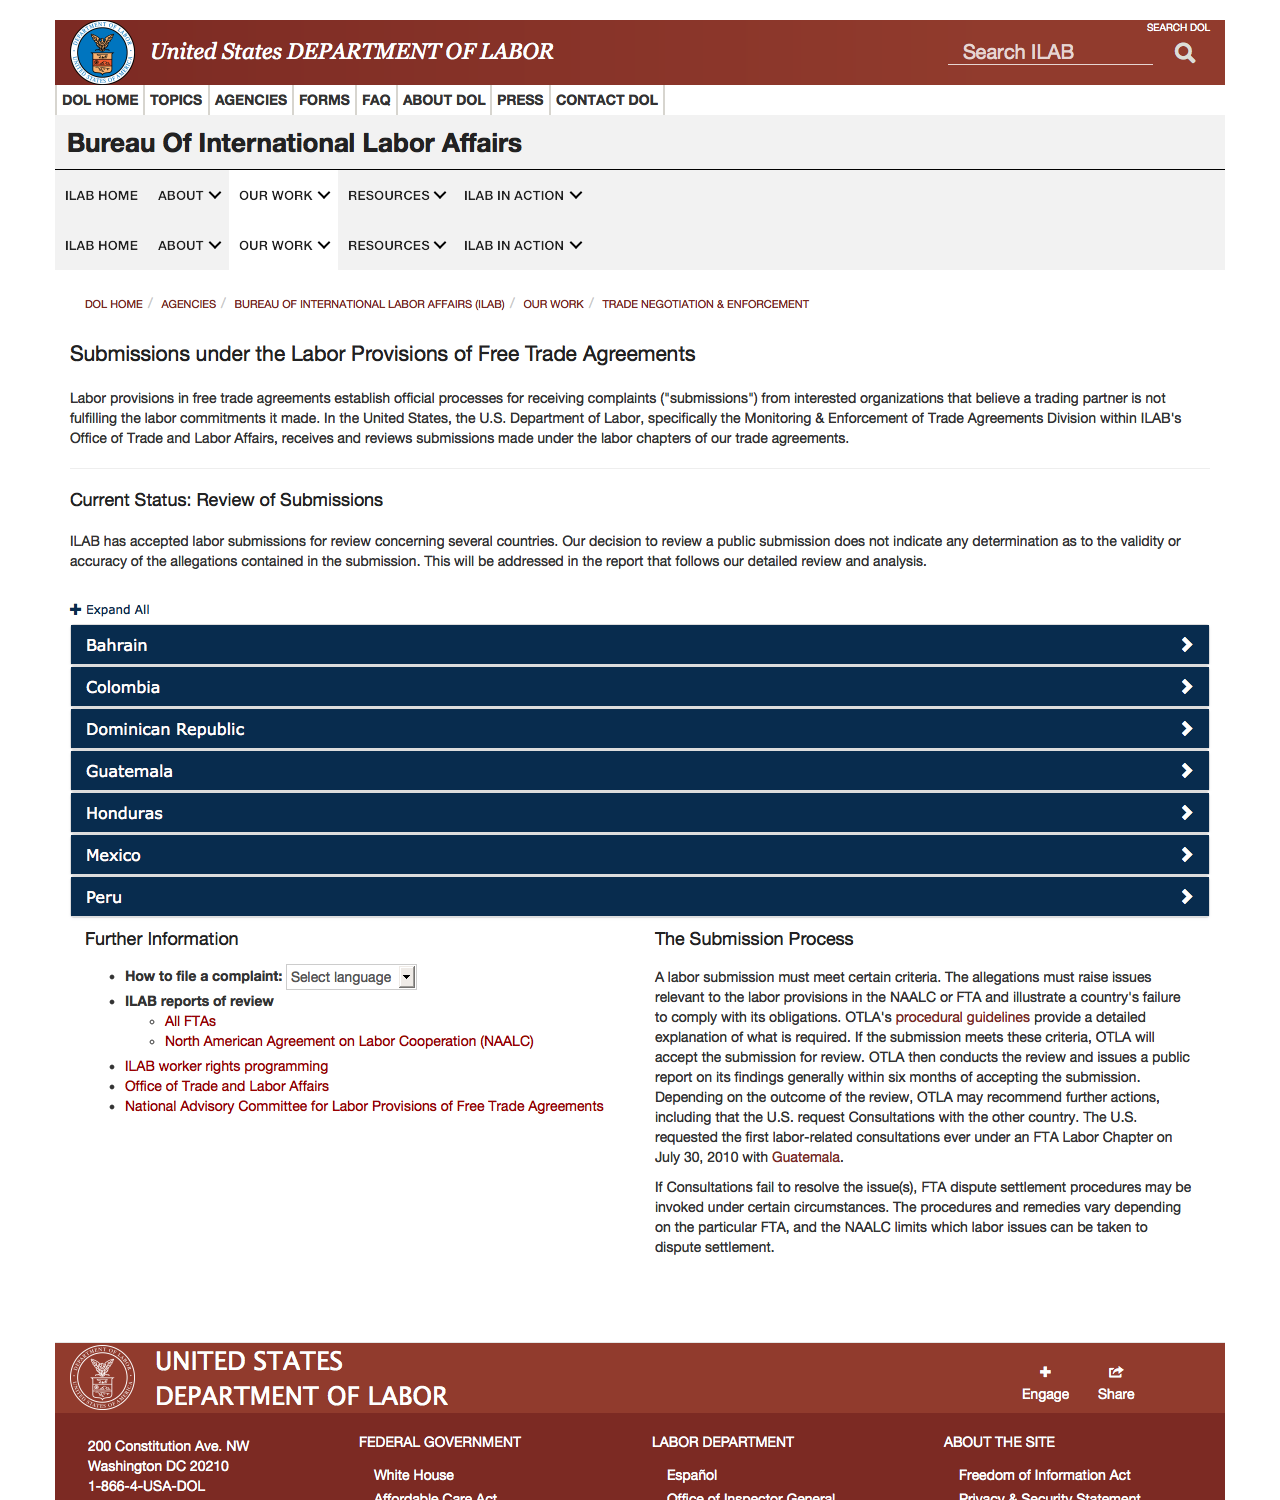 SEARCH DOL
United States DEPARTMENT OF LABOR
Search ILAB
DOL HOME TOPICS AGENCIES FORMS FAQ ABOUT DOL PRESS CONTACT DOL
Bureau Of International Labor Affairs
ILAB HOME ABOUT OUR WORK RESOURCES ILAB IN ACTION
ILAB HOME ABOUT OUR WORK RESOURCES ILAB IN ACTION
DOL HOME / AGENCIES / BUREAU OF INTERNATIONAL LABOR AFFAIRS (ILAB) / OUR WORK / TRADE NEGOTIATION & ENFORCEMENT
Submissions under the Labor Provisions of Free Trade Agreements
Labor provisions in free trade agreements establish official processes for receiving complaints ("submissions") from interested organizations that believe a trading partner is not
fulfilling the labor commitments it made. In the United States, the U.S. Department of Labor, specifically the Monitoring & Enforcement of Trade Agreements Division within ILAB's
Office of Trade and Labor Affairs, receives and reviews submissions made under the labor chapters of our trade agreements.
Current Status: Review of Submissions
ILAB has accepted labor submissions for review concerning several countries. Our decision to review a public submission does not indicate any determination as to the validity or
accuracy of the allegations contained in the submission. This will be addressed in the report that follows our detailed review and analysis.
Expand All
Bahrain
Colombia
Dominican Republic
Guatemala
Honduras
Mexico
Peru
Further Information
How to file a complaint: Select language
ILAB reports of review
All FTAs
North American Agreement on Labor Cooperation (NAALC)
ILAB worker rights programming
Office of Trade and Labor Affairs
National Advisory Committee for Labor Provisions of Free Trade Agreements
The Submission Process
A labor submission must meet certain criteria. The allegations must raise issues
relevant to the labor provisions in the NAALC or FTA and illustrate a country's failure
to comply with its obligations. OTLA's procedural guidelines provide a detailed
explanation of what is required. If the submission meets these criteria, OTLA will
accept the submission for review. OTLA then conducts the review and issues a public
report on its findings generally within six months of accepting the submission.
Depending on the outcome of the review, OTLA may recommend further actions,
including that the U.S. request Consultations with the other country. The U.S.
requested the first labor-related consultations ever under an FTA Labor Chapter on
July 30, 2010 with Guatemala.
If Consultations fail to resolve the issue(s), FTA dispute settlement procedures may be
invoked under certain circumstances. The procedures and remedies vary depending
on the particular FTA, and the NAALC limits which labor issues can be taken to
dispute settlement.
UNITED STATES
DEPARTMENT OF LABOR
Engage Share
200 Constitution Ave. NW
Washington DC 20210
1-866-4-USA-DOL
FEDERAL GOVERNMENT
White House
Affordable Care Act
LABOR DEPARTMENT
Español
Office of Inspector General
ABOUT THE SITE
Freedom of Information Act
Privacy & Security Statement